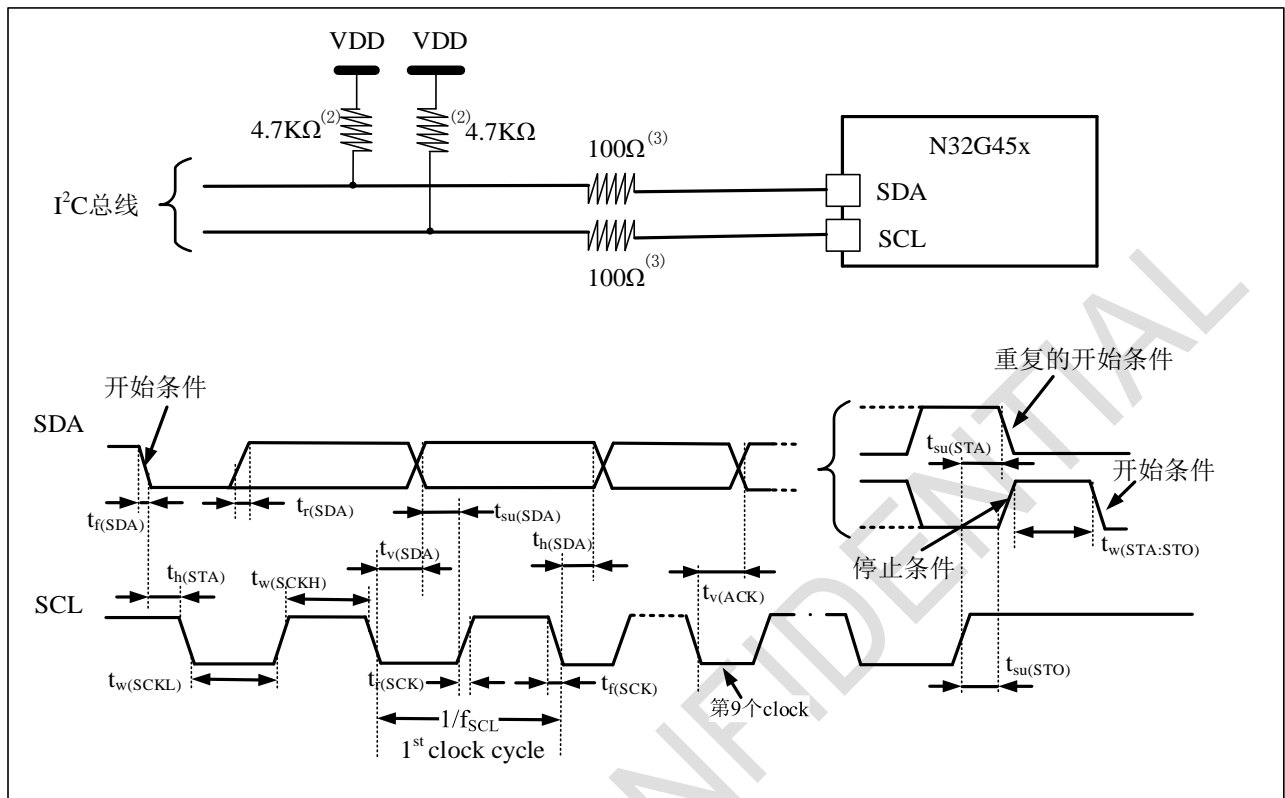 VDD VDD
4.7KΩ(2) (2)4.7KΩ
100Ω(3)
N32G45x
I2C总线
SDA
SCL
100Ω(3)
开始条件
重复的开始条件
SDA
tsu(STA)
开始条件
tf(SDA)
tr(SDA)
tsu(SDA)
tv(SDA)
th(SDA)
停止条件
tw(STA:STO)
th(STA)
tw(SCKH)
tv(ACK)
SCL
tw(SCKL)
tr(SCK)
tf(SCK)
tsu(STO)
第9个clock
1/fSCL
1st clock cycle
CONFIDENTIAL